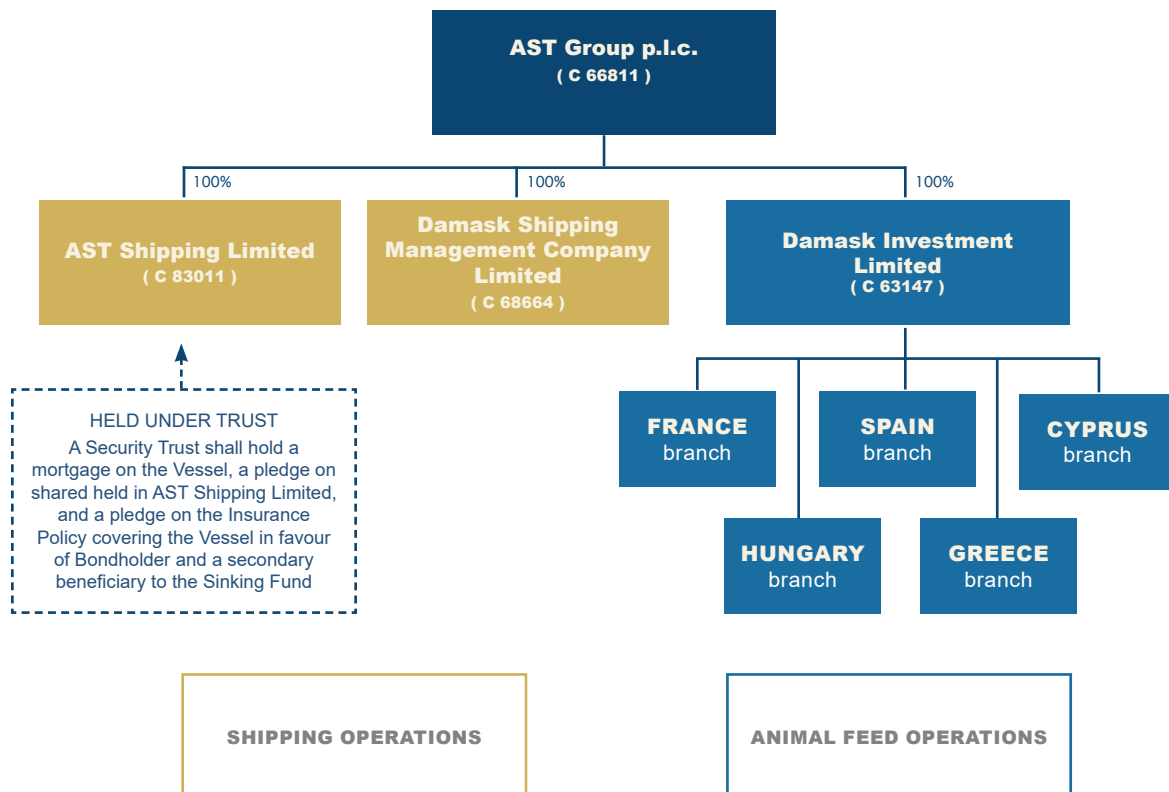 AST Group p.l.c.
( C 66811 )
100%
100%
100%
AST Shipping Limited
( C 83011 )
Damask Shipping
Management Company
Limited
( C 68664 )
Damask Investment
Limited
( C 63147 )
HELD UNDER TRUST
A Security Trust shall hold a
mortgage on the Vessel, a pledge on
shared held in AST Shipping Limited,
and a pledge on the Insurance
Policy covering the Vessel in favour
of Bondholder and a secondary
beneficiary to the Sinking Fund
FRANCE
branch
SPAIN
branch
CYPRUS
branch
HUNGARY
branch
GREECE
branch
SHIPPING OPERATIONS
ANIMAL FEED OPERATIONS